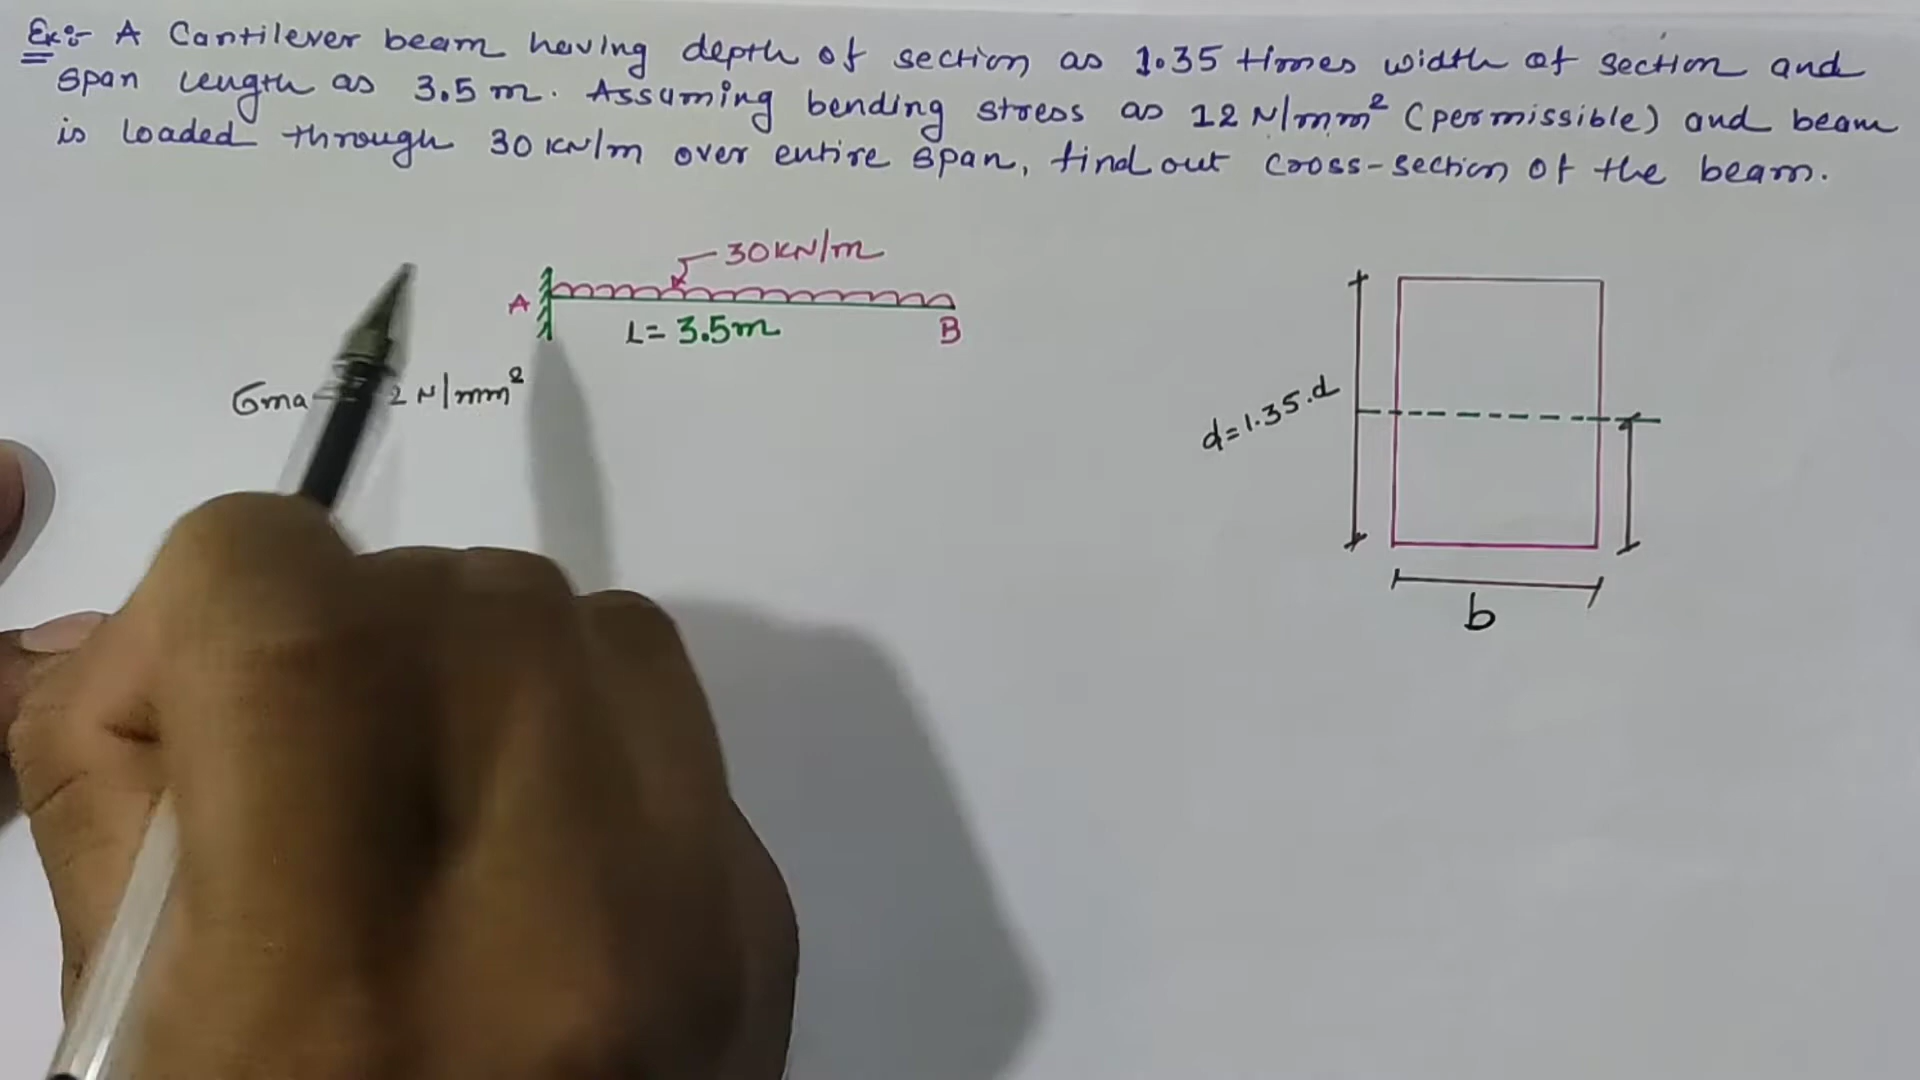 Ex:- A Cantilever beam having depth of section as 1.35 times width of section and
span length as 3.5 m. Assuming bending stress as 12 N/mm² (permissible) and beam
is loaded through 30 KN/m over entire span, find out cross-section of the beam.
30KN/m
A
L= 3.5m
B
2 N/mm²
d=1.35.d
b